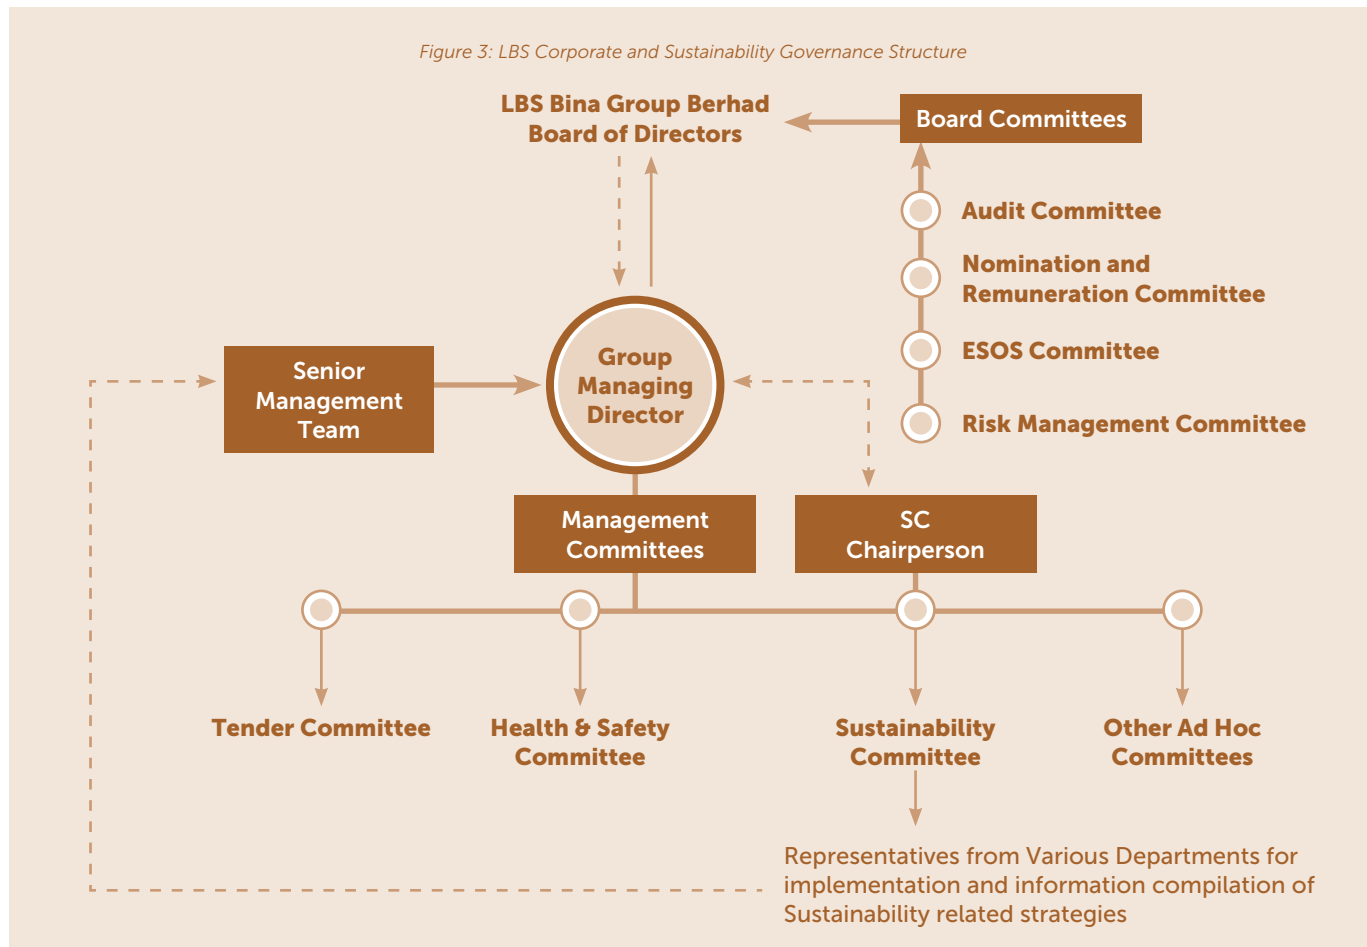 Figure 3: LBS Corporate and Sustainability Governance Structure
LBS Bina Group Berhad
Board of Directors
Board Committees
Audit Committee
Nomination and
Remuneration Committee
ESOS Committee
Risk Management Committee
Senior
Management
Team
Group
Managing
Director
Management
Committees
SC
Chairperson
Tender Committee
Health & Safety
Committee
Sustainability
Committee
Other Ad Hoc
Committees
Representatives from Various Departments for
implementation and information compilation of
Sustainability related strategies